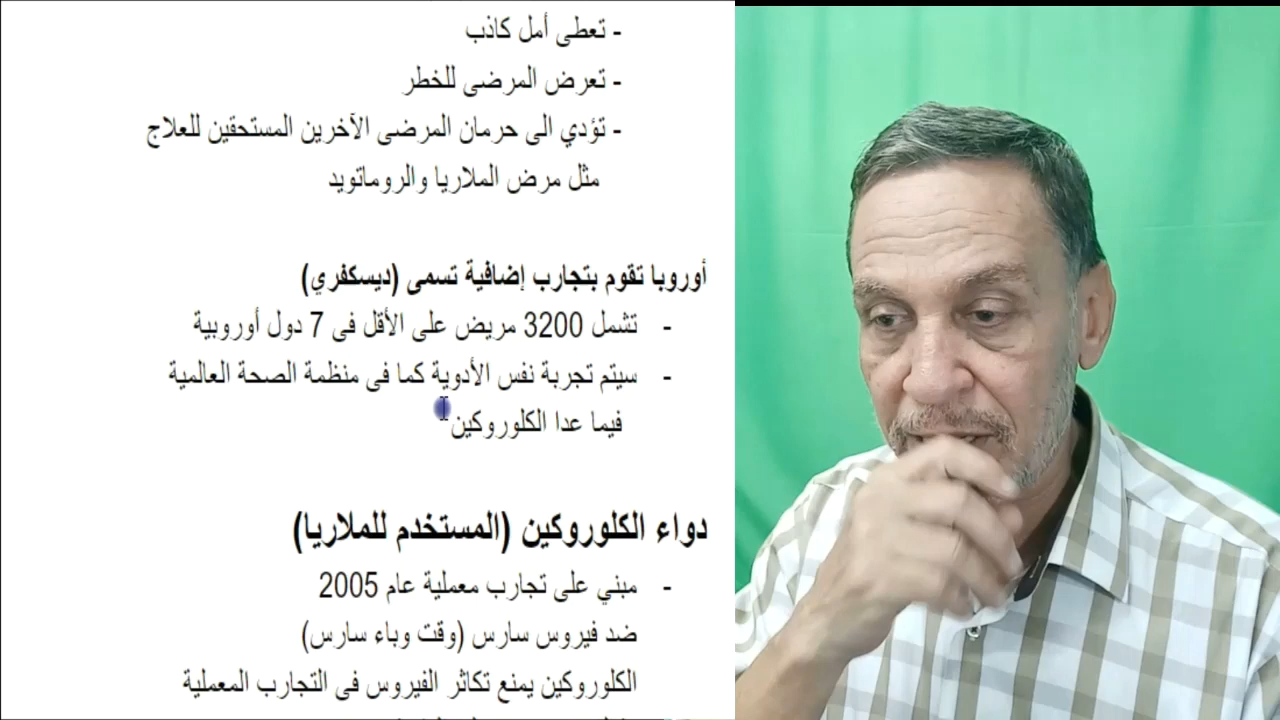 - تعطى أمل كاذب
- تعرض المرضى للخطر
- تؤدي الى حرمان المرضى الآخرين المستحقين للعلاج
مثل مرض الملاريا والروماتويد
أوروبا تقوم بتجارب إضافية تسمى (ديسكفري)
- تشمل 3200 مريض على الأقل فى 7 دول أوروبية
- سيتم تجربة نفس الأدوية كما فى منظمة الصحة العالمية
فيما عدا الكلوروكين
دواء الكلوروكين (المستخدم للملاريا)
- مبني على تجارب معملية عام 2005
ضد فيروس سارس (وقت وباء سارس)
الكلوروكين يمنع تكاثر الفيروس فى التجارب المعملية